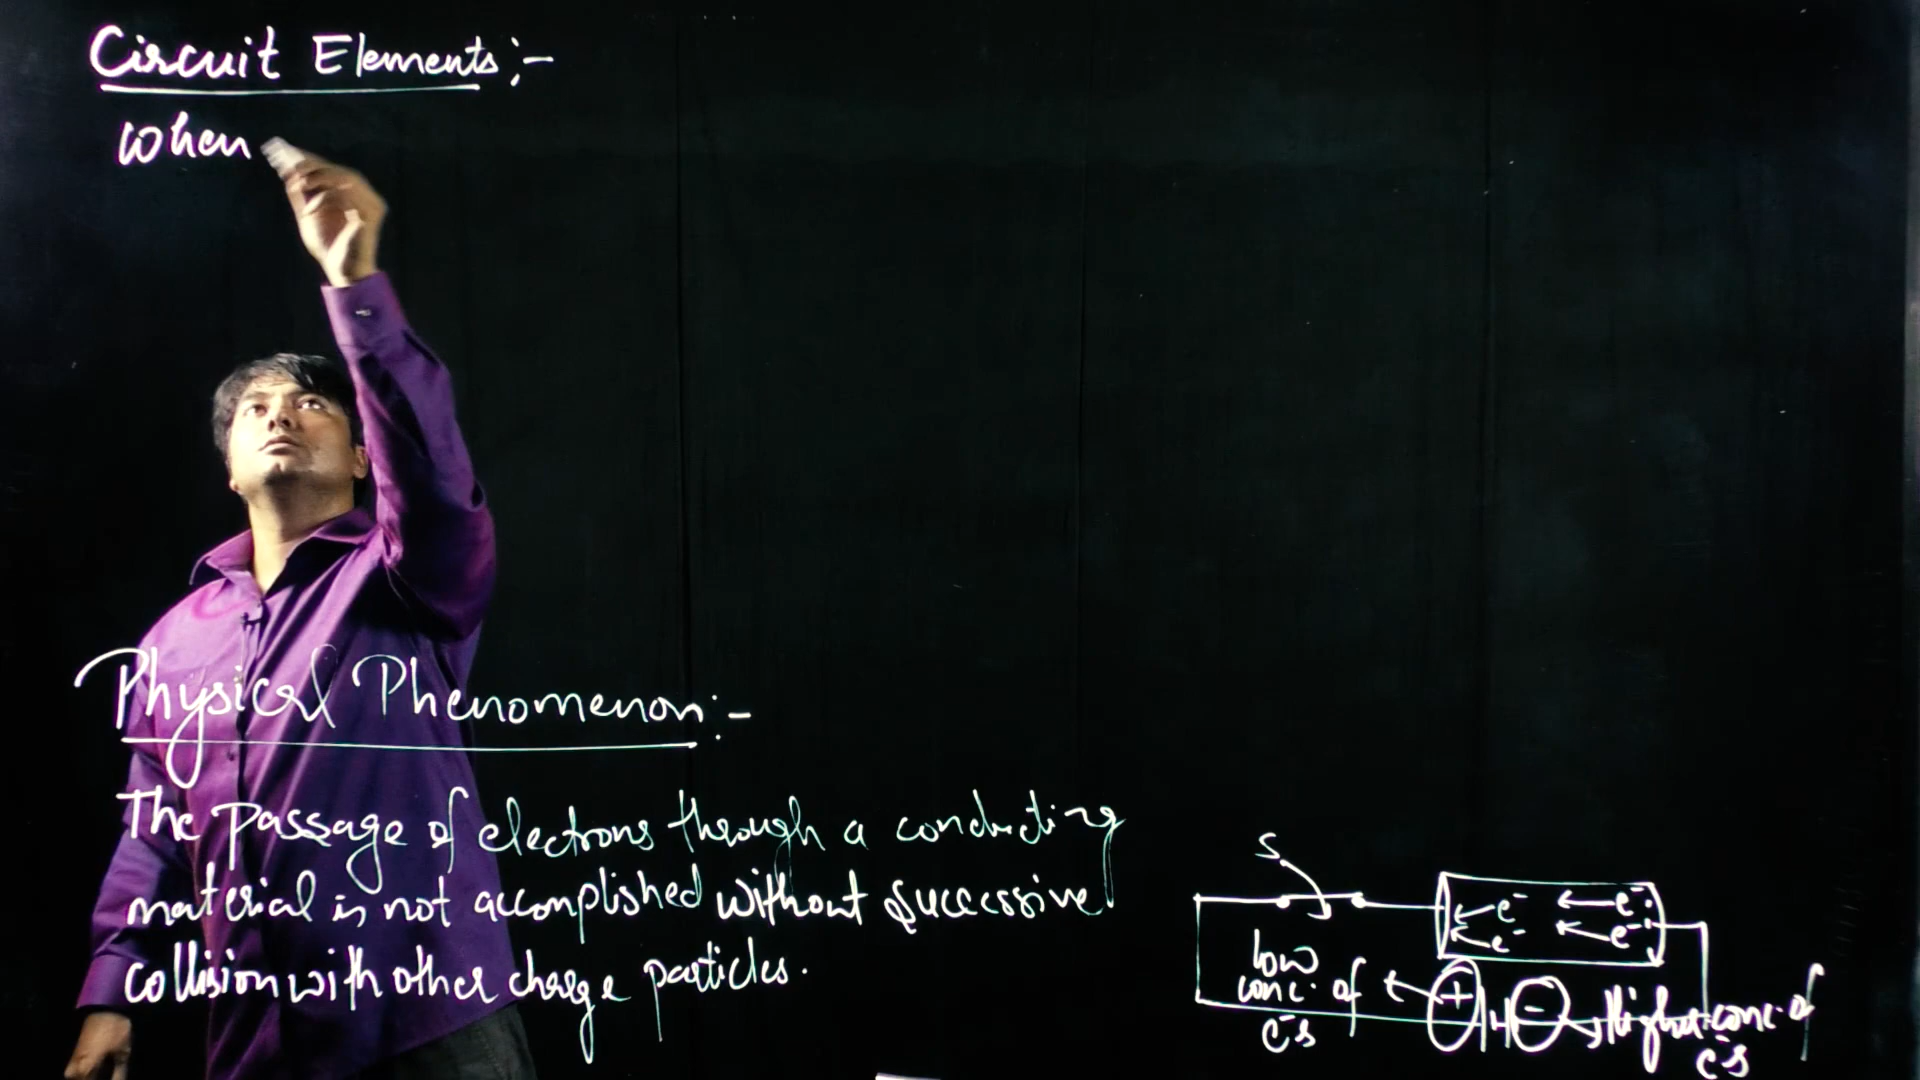 Circuit Elements :-
When
Physical Phenomenon :-
The passage of electrons through a conducting
material is not accomplished without successive
collision with other charge particles.
S
e⁻ e⁻
e⁻ e⁻
low
conc. of
e⁻s
+ -
Higher conc. of
e⁻s